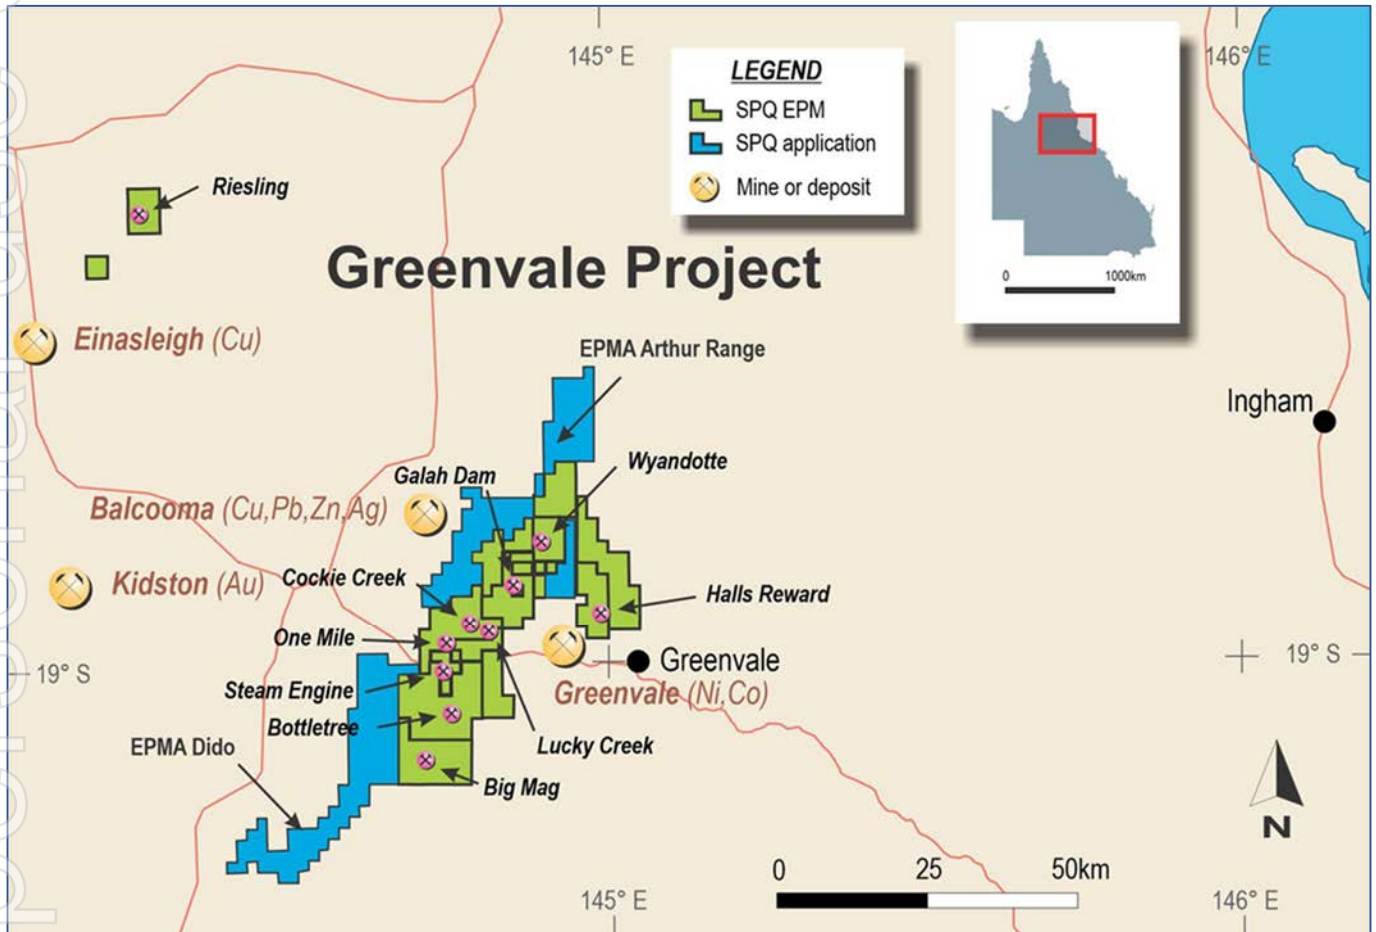 145° E
146° E
LEGEND
SPQ EPM
SPQ application
Mine or deposit
0
1000km
Riesling
Greenvale Project
Einasleigh (Cu)
EPMA Arthur Range
Ingham
Wyandotte
Galah Dam
Balcooma (Cu,Pb,Zn,Ag)
Kidston (Au)
Cockie Creek
Halls Reward
One Mile
Greenvale
19° S
19° S
Steam Engine
Greenvale (Ni,Co)
Bottletree
EPMA Dido
Lucky Creek
Big Mag
N
0
25
50km
145° E
146° E